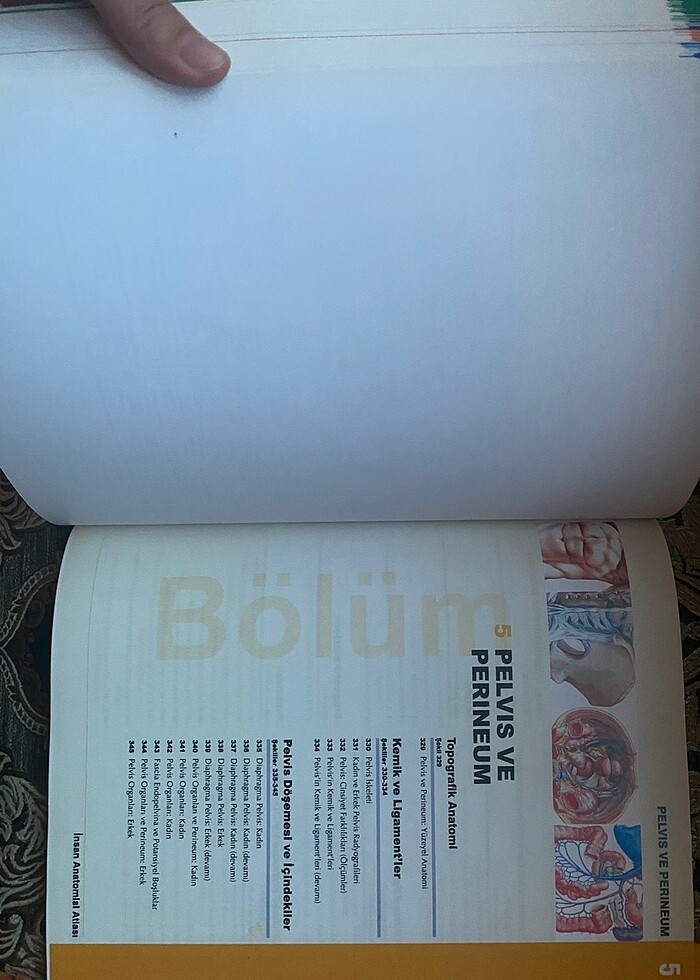 PELVIS VE PERINEUM 5
Bölüm
5 PELVIS VE
PERINEUM
Topografik Anatomi
Şekil 329
329 Pelvis ve Perineum: Yüzeyel Anatomi
Kemik ve Ligament'ler
Şekiller 330-334
330 Pelvis İskeleti
331 Kadın ve Erkek Pelvis Radyografileri
332 Pelvis: Cinsiyet Farklılıkları (Ölçümler)
333 Pelvis'in Kemik ve Ligament'leri
334 Pelvis'in Kemik ve Ligament'leri (devamı)
Pelvis Döşemesi ve İçindekiler
Şekiller 335-345
335 Diaphragma Pelvis: Kadın
336 Diaphragma Pelvis: Kadın (devamı)
337 Diaphragma Pelvis: Kadın (devamı)
338 Diaphragma Pelvis: Erkek
339 Diaphragma Pelvis: Erkek (devamı)
340 Pelvis Organları ve Perineum: Kadın
341 Pelvis Organları: Kadın
342 Pelvis Organları: Kadın
343 Fascia Endopelvina ve Potansiyel Boşluklar
344 Pelvis Organları ve Perineum: Erkek
345 Pelvis Organları: Erkek
İnsan Anatomisi Atlası